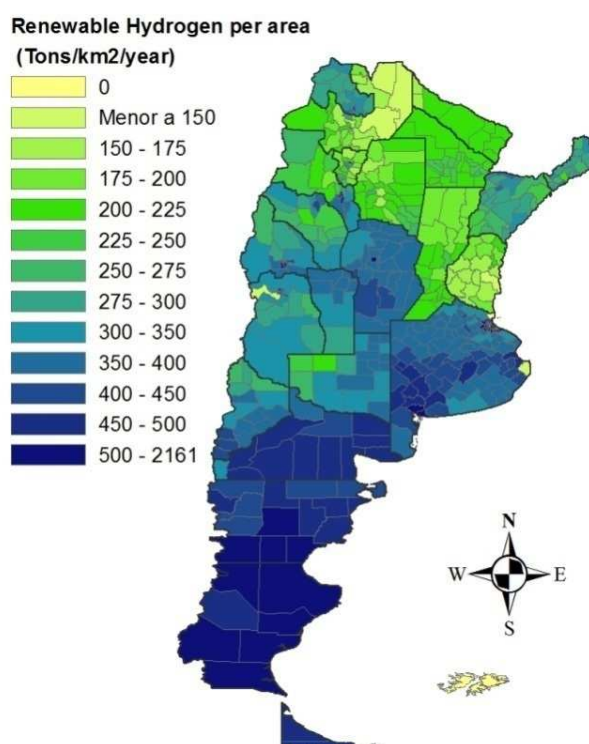 Renewable Hydrogen per area
(Tons/km2/year)
0
Menor a 150
150 - 175
175 - 200
200 - 225
225 - 250
250 - 275
275 - 300
300 - 350
350 - 400
400 - 450
450 - 500
500 - 2161
N
W E
S